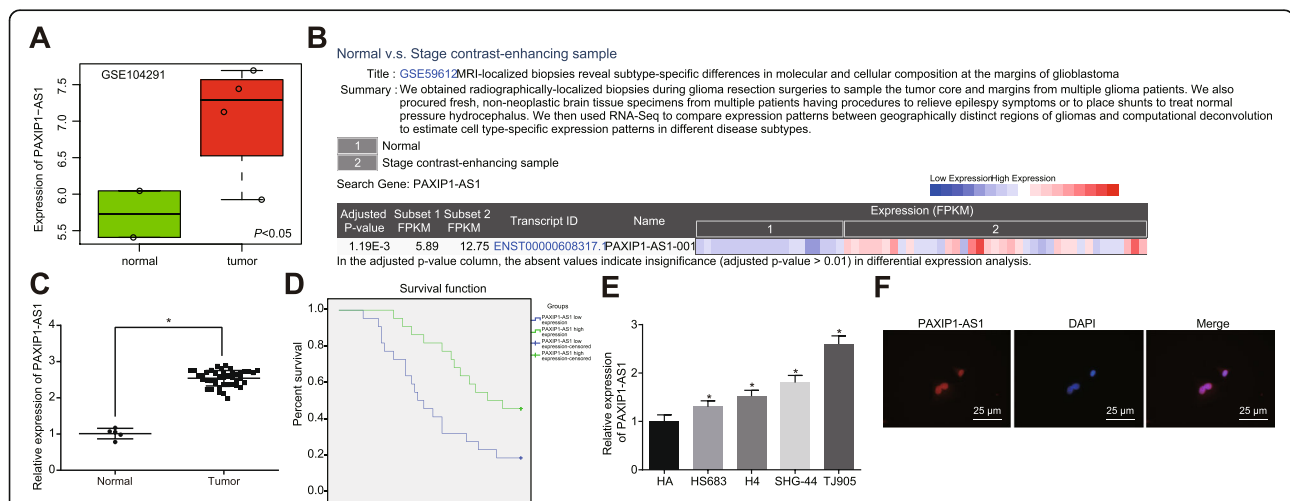 A
GSE104291
Expression of PAXIP1−AS1
7.5
7.0
6.5
6.0
5.5
normal
tumor
P<0.05
B
Normal v.s. Stage contrast-enhancing sample
Title : GSE59612MRI-localized biopsies reveal subtype-specific differences in molecular and cellular composition at the margins of glioblastoma
Summary : We obtained radiographically-localized biopsies during glioma resection surgeries to sample the tumor core and margins from multiple glioma patients. We also
procured fresh, non-neoplastic brain tissue specimens from multiple patients having procedures to relieve epilepsy symptoms or to place shunts to treat normal
pressure hydrocephalus. We then used RNA-Seq to compare expression patterns between geographically distinct regions of gliomas and computational deconvolution
to estimate cell type-specific expression patterns in different disease subtypes.
1 Normal
2 Stage contrast-enhancing sample
Search Gene: PAXIP1-AS1
Low Expression High Expression
Adjusted P-value Subset 1 FPKM Subset 2 FPKM Transcript ID Name Expression (FPKM)
1 2
1.19E-3 5.89 12.75 ENST00000608317.1 PAXIP1-AS1-001
In the adjusted p-value column, the absent values indicate insignificance (adjusted p-value > 0.01) in differential expression analysis.
C
Relative expression of PAXIP1-AS1
4
3
2
1
0
*
Normal
Tumor
D
Survival function
Percent survival
1.0
0.8
0.6
0.4
0.2
0.0
Groups
PAXIP1-AS1 low
expression
PAXIP1-AS1 high
expression
PAXIP1-AS1 low
expression-censored
PAXIP1-AS1 high
expression-censored
E
Relative expression
of PAXIP1-AS1
3
2
1
0
* * * *
HA HS683 H4 SHG-44 TJ905
F
PAXIP1-AS1 DAPI Merge
25 μm 25 μm 25 μm